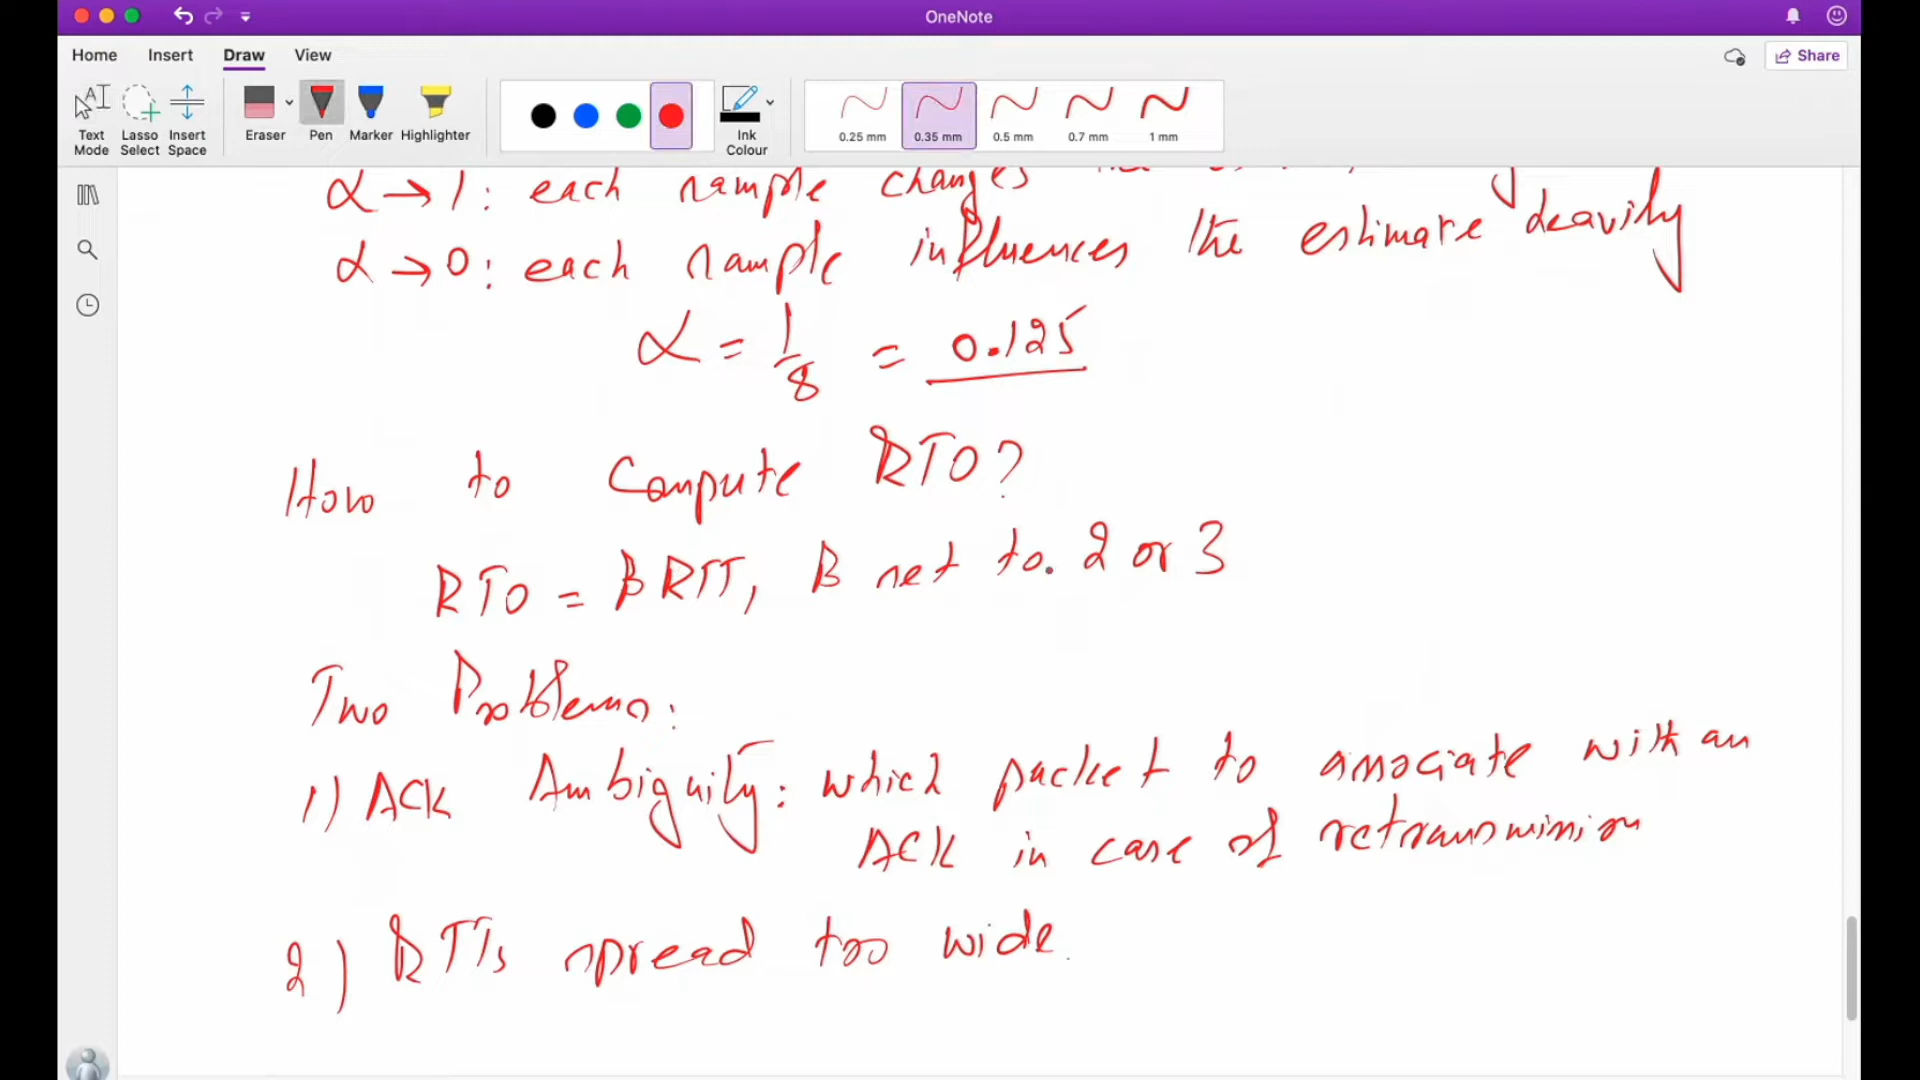 OneNote
Home Insert Draw View
Share
Text Mode
Lasso Select
Insert Space
Eraser
Pen
Marker
Highlighter
Ink Colour
0.25 mm
0.35 mm
0.5 mm
0.7 mm
1 mm
α → 1 : each sample changes
α → 0 : each sample influences the estimate heavily
α = 1/8 = 0.125
How to Compute RTO?
RTO = β RTT, β set to 2 or 3
Two Problems:
1) ACK Ambiguity: which packet to associate with an
ACK in case of retransmission
2) RTTs spread too wide.